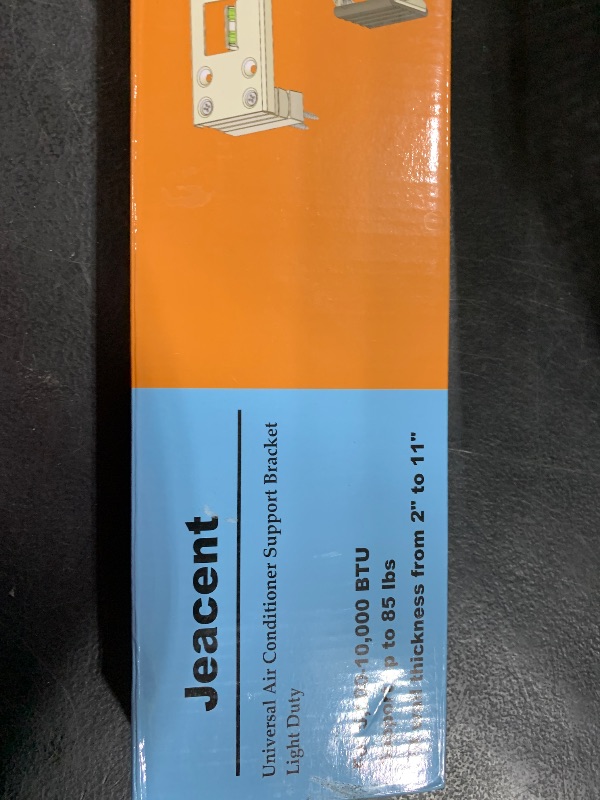 Jeacent
Universal Air Conditioner Support Bracket
Light Duty
10,000 BTU
up to 85 lbs
thickness from 2" to 11"